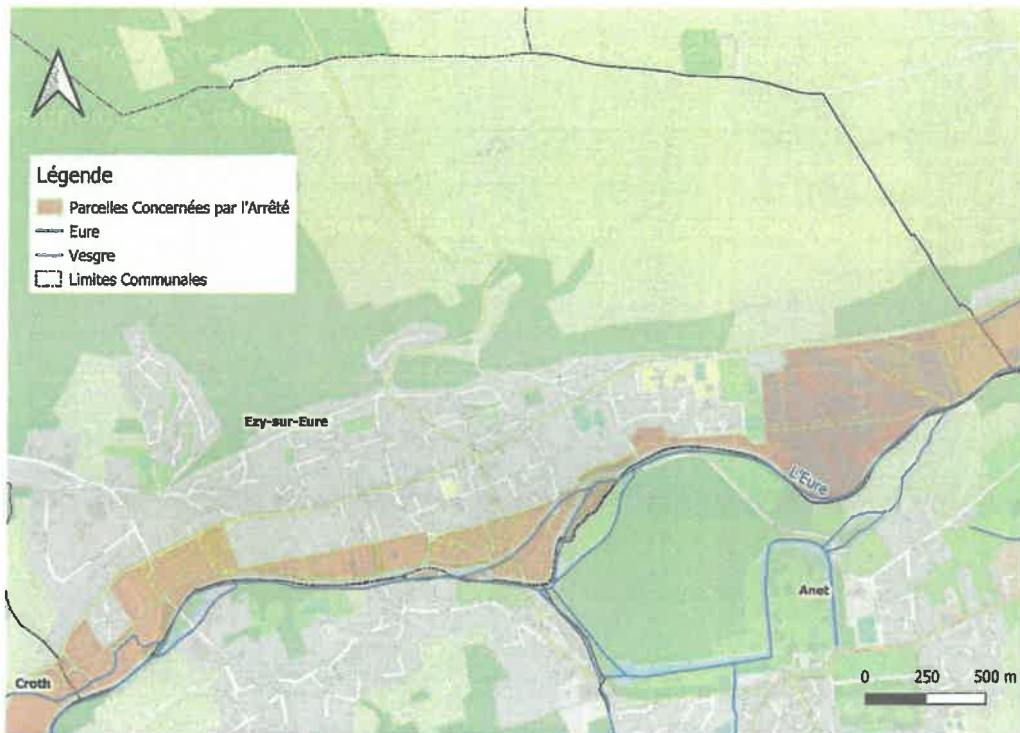 Légende
Parcelles Concernées par l'Arrêté
Eure
Vesgre
Limites Communales
Ezy-sur-Eure
L'Eure
Anet
Croth
0 250 500 m